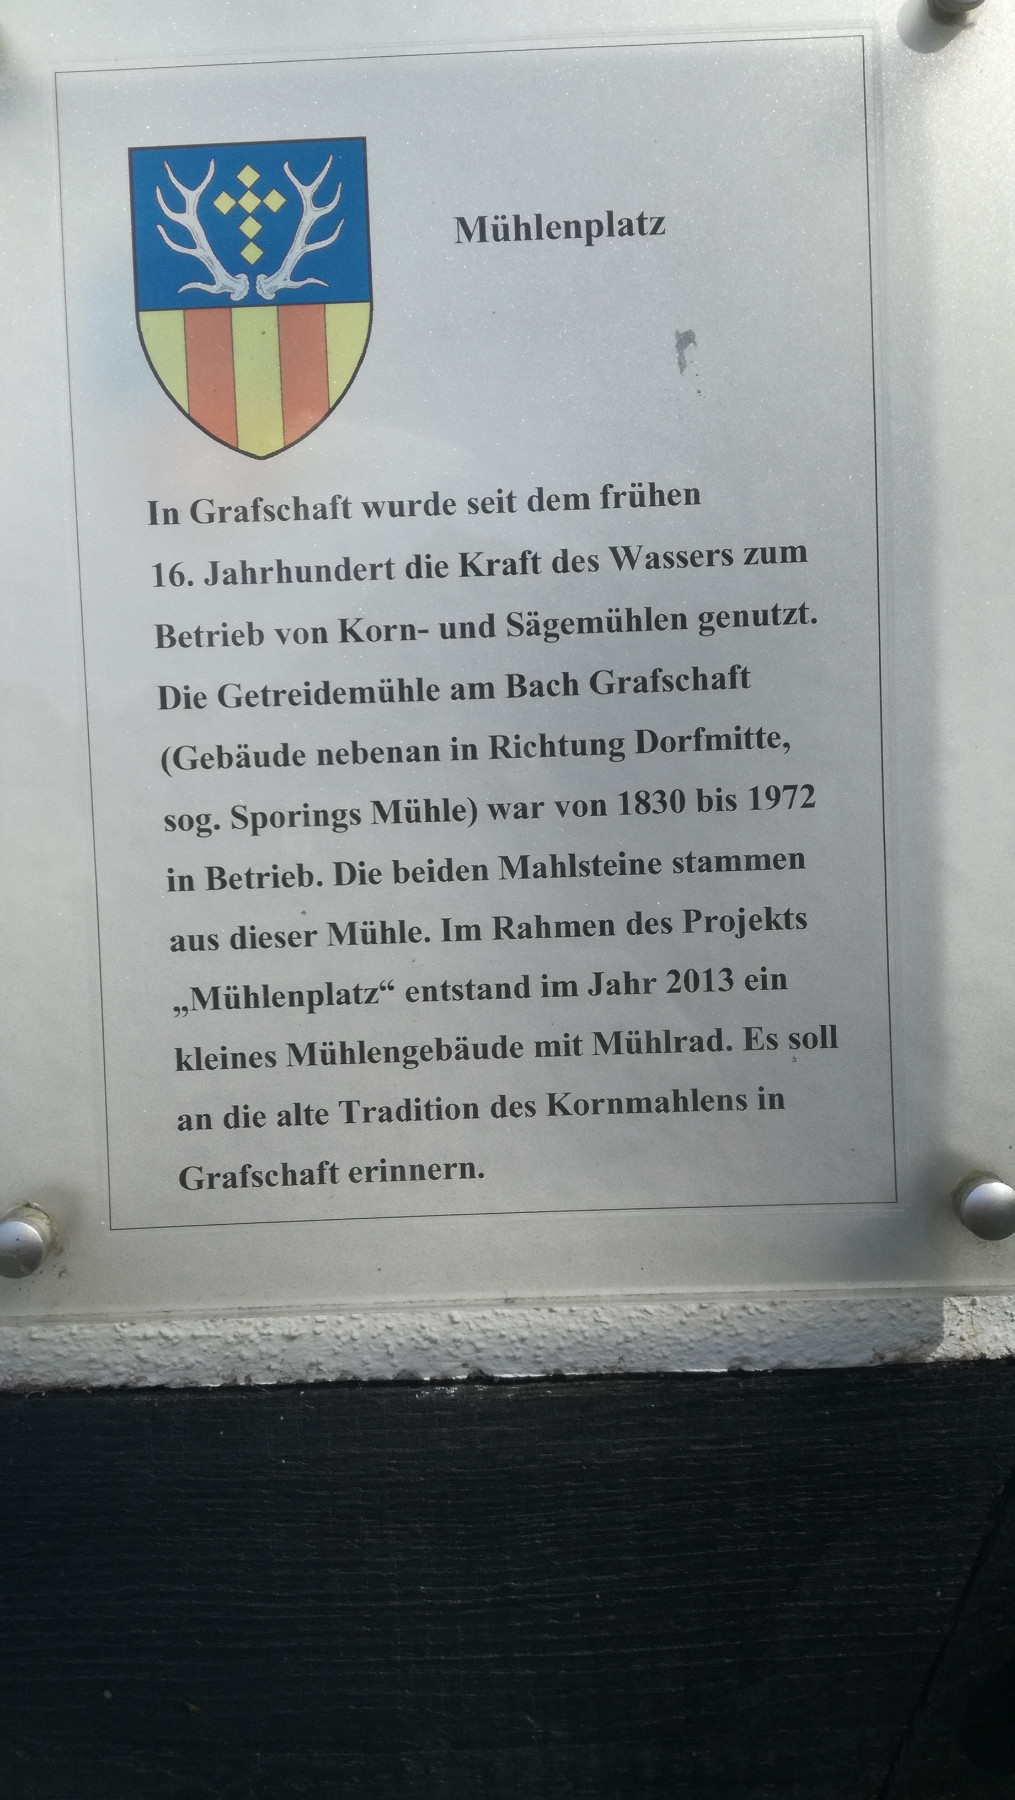 Mühlenplatz
In Grafschaft wurde seit dem frühen
16. Jahrhundert die Kraft des Wassers zum
Betrieb von Korn- und Sägemühlen genutzt.
Die Getreidemühle am Bach Grafschaft
(Gebäude nebenan in Richtung Dorfmitte,
sog. Sporings Mühle) war von 1830 bis 1972
in Betrieb. Die beiden Mahlsteine stammen
aus dieser Mühle. Im Rahmen des Projekts
„Mühlenplatz“ entstand im Jahr 2013 ein
kleines Mühlengebäude mit Mühlrad. Es soll
an die alte Tradition des Kornmahlens in
Grafschaft erinnern.